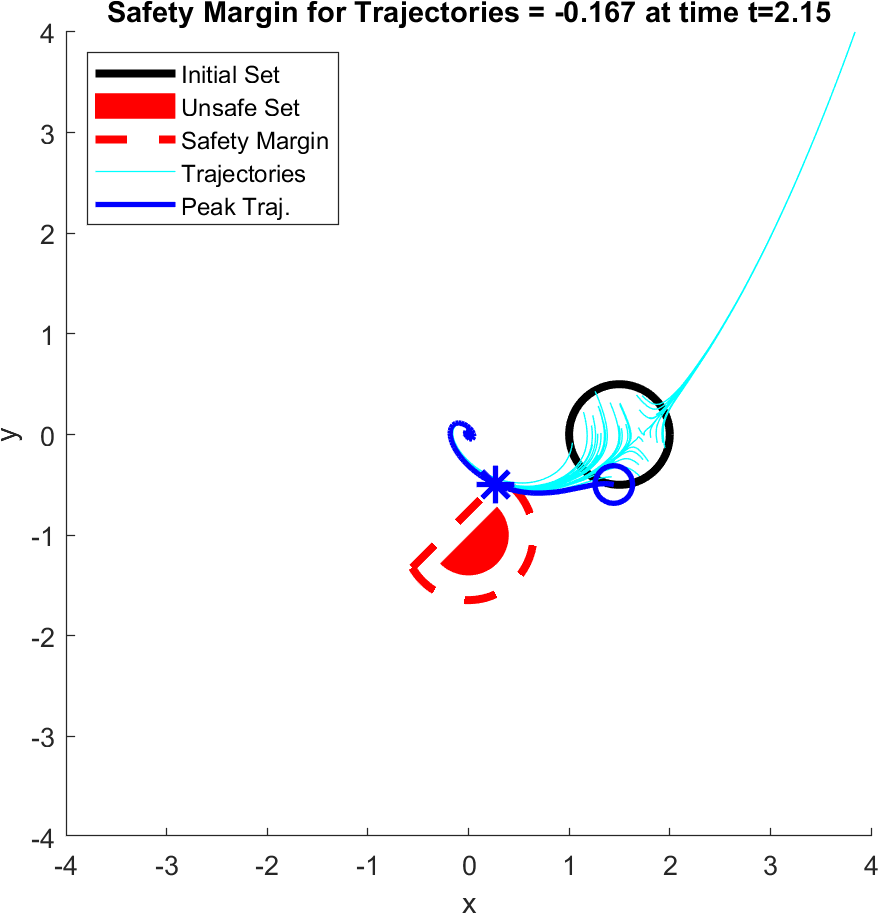 Safety Margin for Trajectories = -0.167 at time t=2.15
Initial Set
Unsafe Set
Safety Margin
Trajectories
Peak Traj.
4
3
2
1
0
-1
-2
-3
-4
y
-4 -3 -2 -1 0 1 2 3 4
x